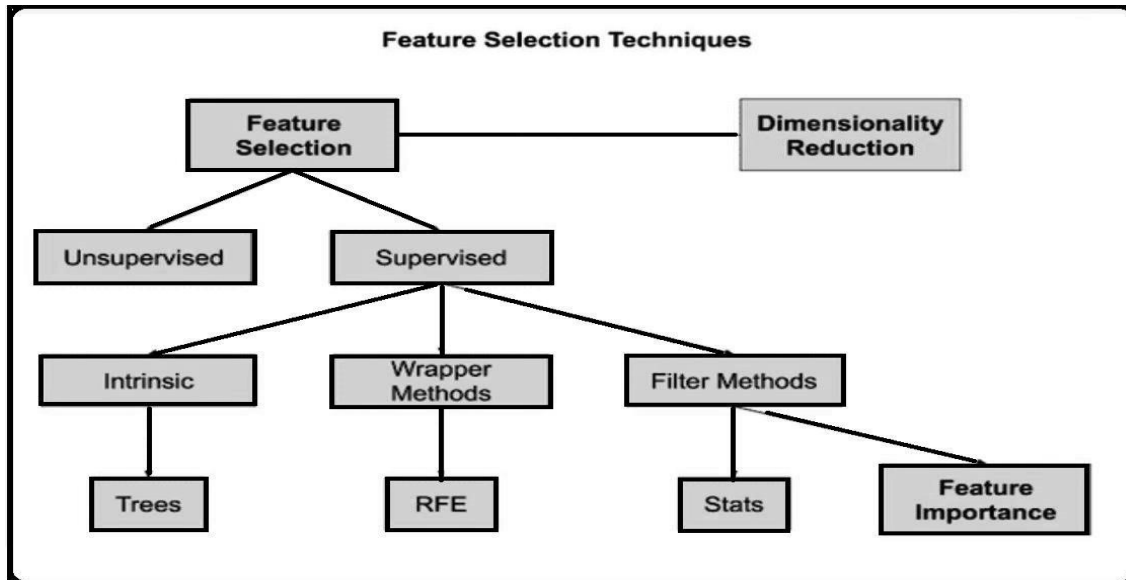 Feature Selection Techniques
Feature
Selection
Dimensionality
Reduction
Unsupervised
Supervised
Intrinsic
Wrapper
Methods
Filter Methods
Trees
RFE
Stats
Feature
Importance